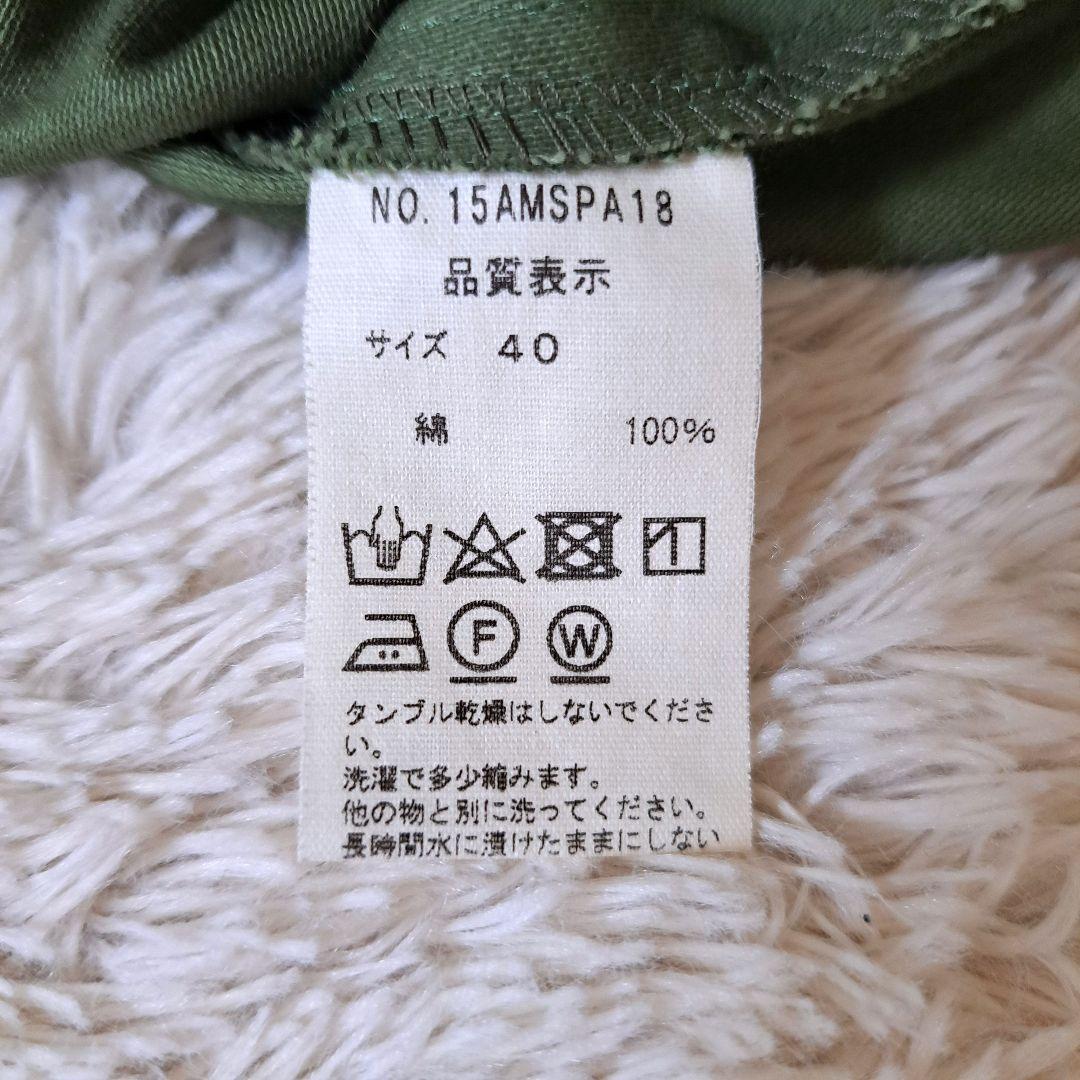 NO. 15AMSPA18
品質表示
サイズ 40
綿 100%
F W
タンブル乾燥はしないでくださ
い。
洗濯で多少縮みます。
他の物と別に洗ってください。
長時間水に漬けたままにしない